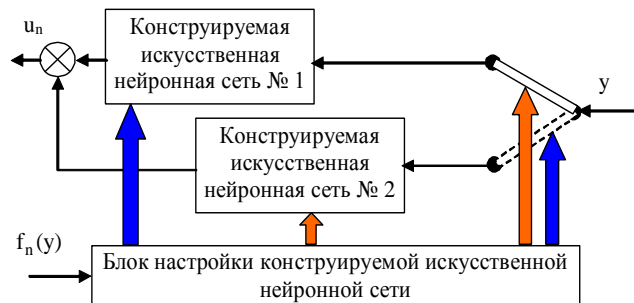 uₙ
Конструируемая
искусственная
нейронная сеть № 1
y
Конструируемая
искусственная
нейронная сеть № 2
fₙ(y)
Блок настройки конструируемой искусственной
нейронной сети